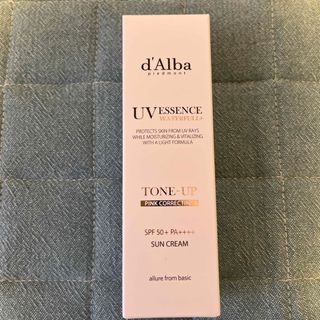 d'Alba
piedmont
UV ESSENCE
WATERFULL+
PROTECTS SKIN FROM UV RAYS
WHILE MOISTURIZING & VITALIZING
WITH A LIGHT FORMULA
TONE-UP
PINK CORRECTING
SPF 50+ PA++++
SUN CREAM
allure from basic